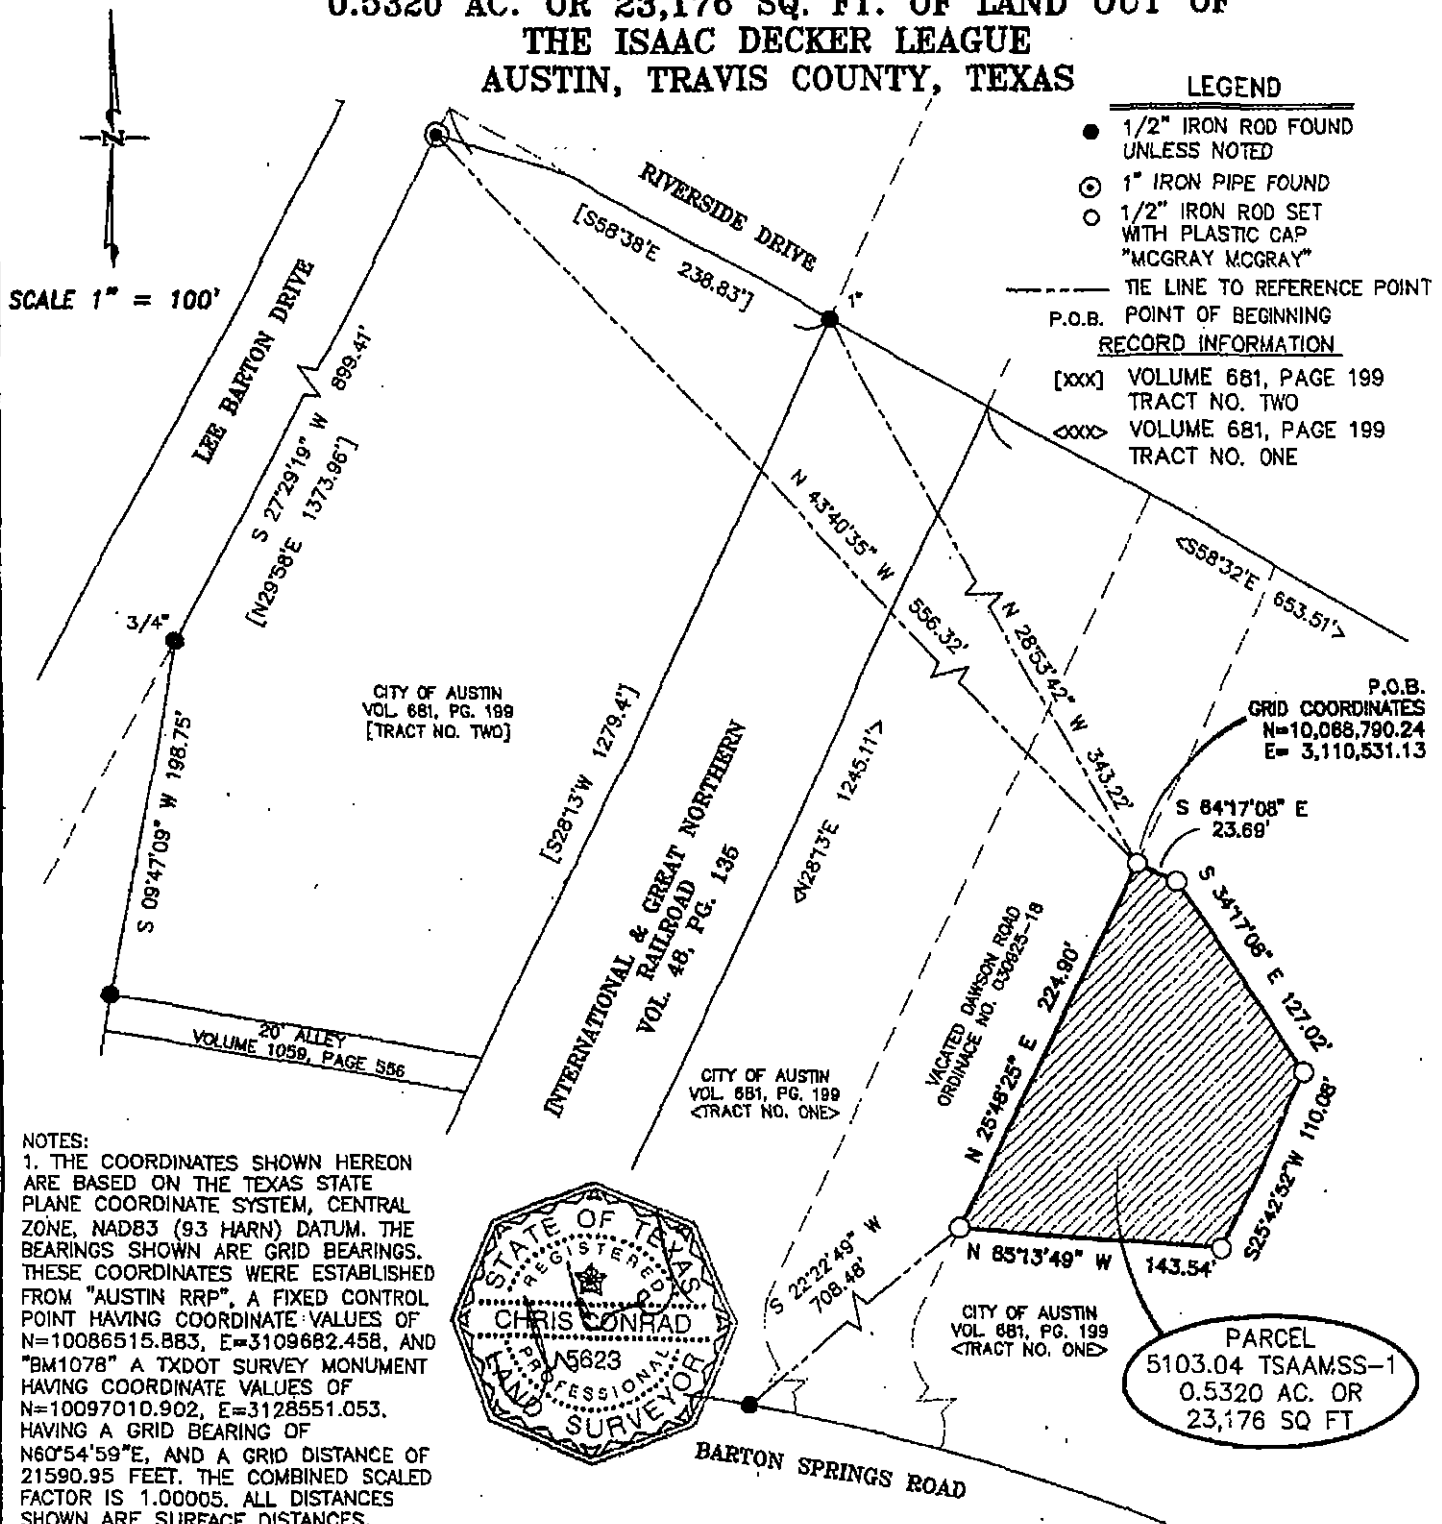 0.5320 AC. OR 23,176 SQ. FT. OF LAND OUT OF
THE ISAAC DECKER LEAGUE
AUSTIN, TRAVIS COUNTY, TEXAS
N
SCALE 1" = 100'
LEGEND
1/2" IRON ROD FOUND
UNLESS NOTED
1" IRON PIPE FOUND
1/2" IRON ROD SET
WITH PLASTIC CAP
"MCGRAY MCGRAY"
TIE LINE TO REFERENCE POINT
P.O.B. POINT OF BEGINNING
RECORD INFORMATION
[XXX] VOLUME 681, PAGE 199
TRACT NO. TWO
<XXX> VOLUME 681, PAGE 199
TRACT NO. ONE
RIVERSIDE DRIVE
[S58°38'E 238.83']
1"
LEE BARTON DRIVE
S 27°29'19" W 899.41'
[N29°58'E 1373.96']
3/4"
S 09°47'09" W 198.75'
CITY OF AUSTIN
VOL. 681, PG. 199
[TRACT NO. TWO]
20' ALLEY
VOLUME 1059, PAGE 556
[S28°13'W 1279.4']
INTERNATIONAL & GREAT NORTHERN
RAILROAD
VOL. 48, PG. 135
<N28°13'E 1245.11'>
N 43°40'35" W 556.32'
N 28°53'42" W 343.22'
<S58°32'E 653.51'>
P.O.B.
GRID COORDINATES
N=10,068,790.24
E= 3,110,531.13
S 64°17'08" E
23.69'
S 34°17'08" E 127.02'
S25°42'52"W 110.08'
N 85°13'49" W 143.54'
N 25°48'25" E 224.90'
VACATED DAWSON ROAD
ORDINACE NO. 030925-18
CITY OF AUSTIN
VOL. 681, PG. 199
<TRACT NO. ONE>
S 22°22'49" W
708.48'
CITY OF AUSTIN
VOL. 681, PG. 199
<TRACT NO. ONE>
PARCEL
5103.04 TSAAMSS-1
0.5320 AC. OR
23,176 SQ FT
BARTON SPRINGS ROAD
STATE OF TEXAS
REGISTERED
CHRIS CONRAD
5623
PROFESSIONAL
LAND SURVEYOR
NOTES:
1. THE COORDINATES SHOWN HEREON
ARE BASED ON THE TEXAS STATE
PLANE COORDINATE SYSTEM, CENTRAL
ZONE, NAD83 (93 HARN) DATUM. THE
BEARINGS SHOWN ARE GRID BEARINGS.
THESE COORDINATES WERE ESTABLISHED
FROM "AUSTIN RRP", A FIXED CONTROL
POINT HAVING COORDINATE VALUES OF
N=10086515.883, E=3109682.458, AND
"BM1078" A TXDOT SURVEY MONUMENT
HAVING COORDINATE VALUES OF
N=10097010.902, E=3128551.053.
HAVING A GRID BEARING OF
N60°54'59"E, AND A GRID DISTANCE OF
21590.95 FEET. THE COMBINED SCALED
FACTOR IS 1.00005. ALL DISTANCES
SHOWN ARE SURFACE DISTANCES.